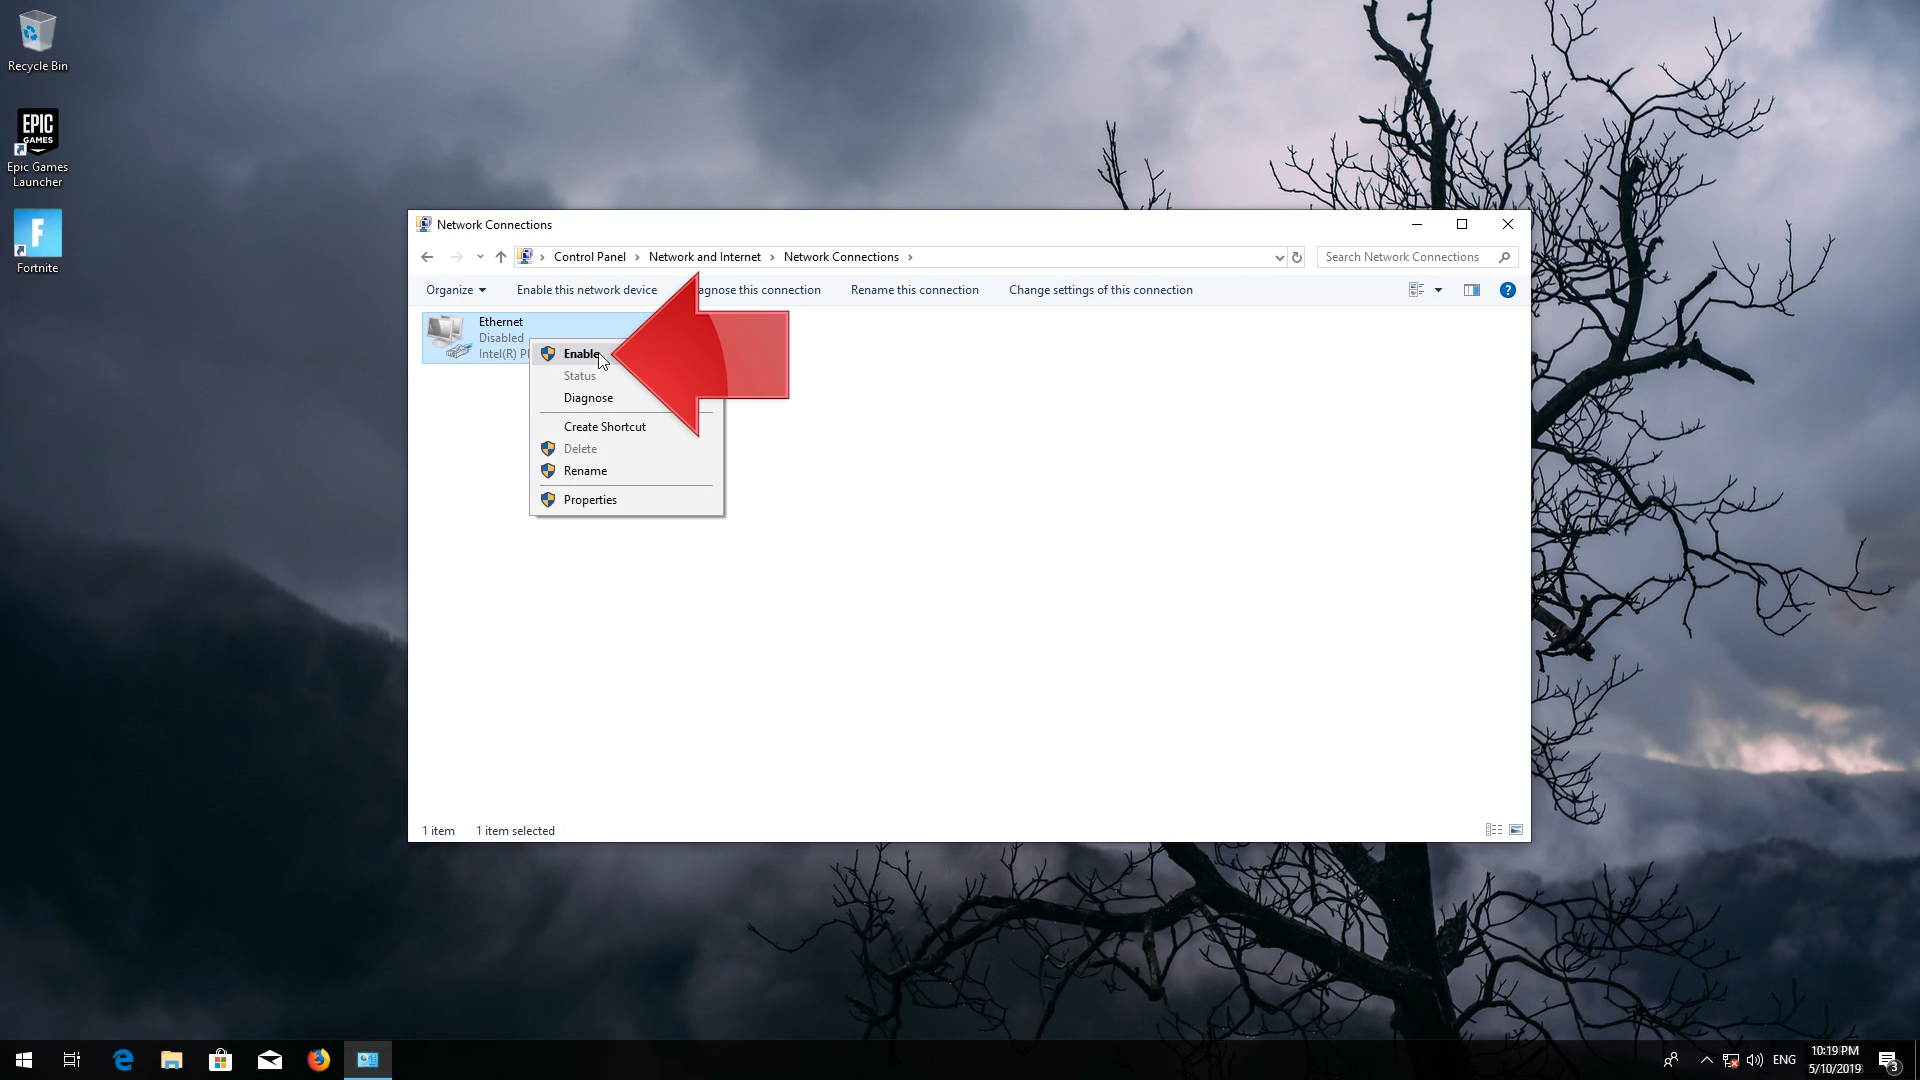 Recycle Bin
EPIC
GAMES
Epic Games
Launcher
F
Fortnite
Network Connections
Control Panel
Network and Internet
Network Connections
Search Network Connections
Organize
Enable this network device
agnose this connection
Rename this connection
Change settings of this connection
?
Ethernet
Disabled
Intel(R)
Enable
Status
Diagnose
Create Shortcut
Delete
Rename
Properties
1 item
1 item selected
ENG
10:19 PM
5/10/2019
3